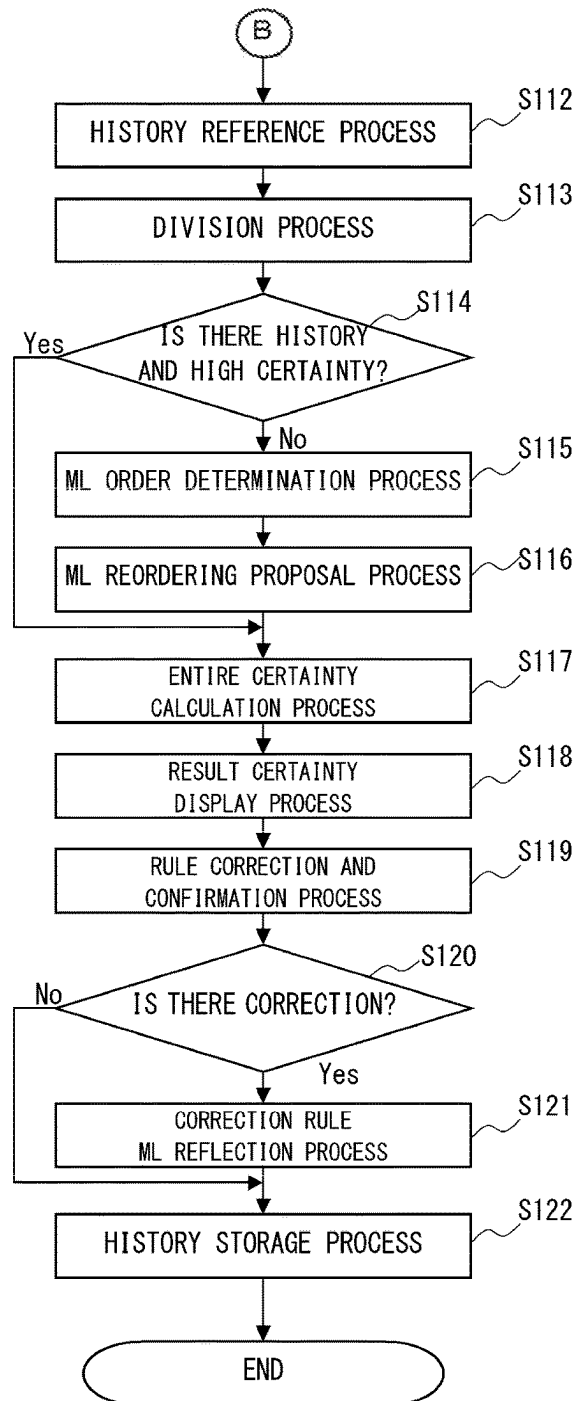 B
S112
HISTORY REFERENCE PROCESS
S113
DIVISION PROCESS
S114
IS THERE HISTORY
AND HIGH CERTAINTY?
Yes
No
S115
ML ORDER DETERMINATION PROCESS
S116
ML REORDERING PROPOSAL PROCESS
S117
ENTIRE CERTAINTY
CALCULATION PROCESS
S118
RESULT CERTAINTY
DISPLAY PROCESS
S119
RULE CORRECTION AND
CONFIRMATION PROCESS
S120
No
IS THERE CORRECTION?
Yes
S121
CORRECTION RULE
ML REFLECTION PROCESS
S122
HISTORY STORAGE PROCESS
END